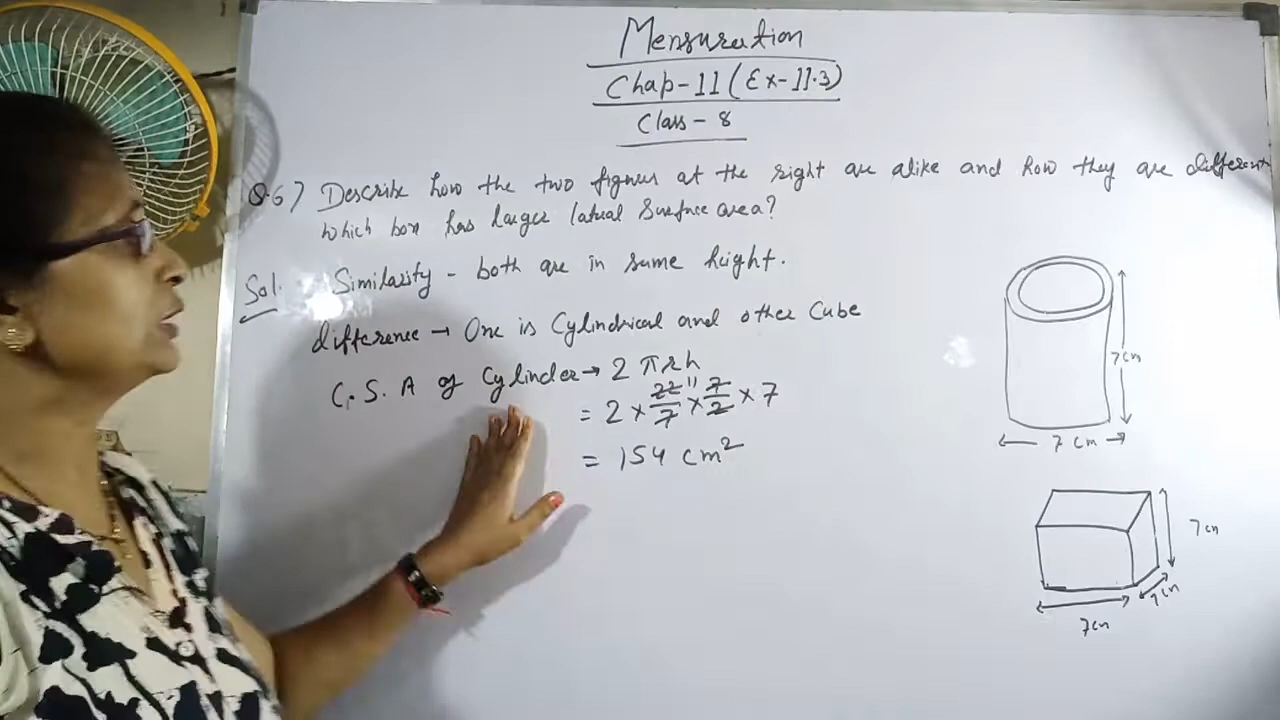 Mensuration
Chap-11 (Ex-11.3)
Class-8
Q.6) Describe how the two figures at the right are alike and how they are different
which box has larger lateral surface area?
Sol. Similarity - both are in same height.
difference → One is Cylindrical and other Cube
C.S.A of Cylinder → 2πrh
= 2 × 22/7 11 × 7/2 × 7
= 154 cm²
7cm
7 cm
7cm
7cm
7cm